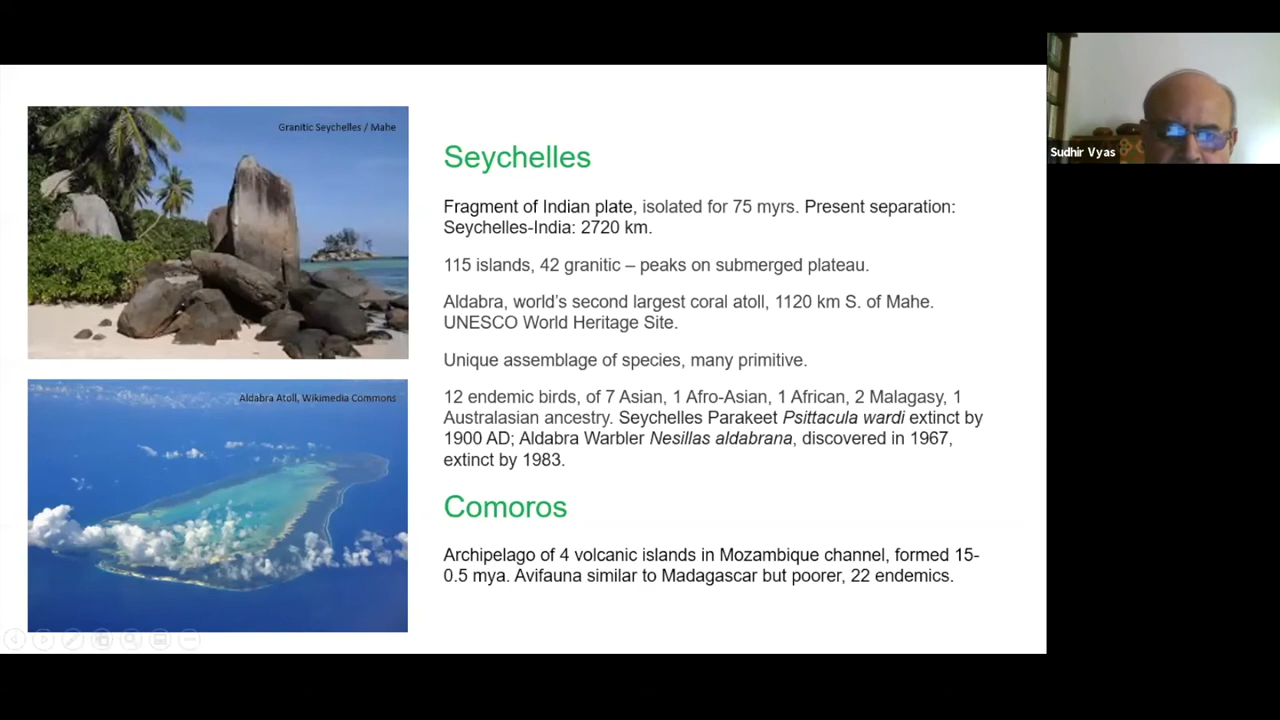 Granitic Seychelles / Mahe
Aldabra Atoll, Wikimedia Commons
Seychelles
Fragment of Indian plate, isolated for 75 myrs. Present separation:
Seychelles-India: 2720 km.
115 islands, 42 granitic – peaks on submerged plateau.
Aldabra, world's second largest coral atoll, 1120 km S. of Mahe.
UNESCO World Heritage Site.
Unique assemblage of species, many primitive.
12 endemic birds, of 7 Asian, 1 Afro-Asian, 1 African, 2 Malagasy, 1
Australasian ancestry. Seychelles Parakeet Psittacula wardi extinct by
1900 AD; Aldabra Warbler Nesillas aldabrana, discovered in 1967,
extinct by 1983.
Comoros
Archipelago of 4 volcanic islands in Mozambique channel, formed 15-
0.5 mya. Avifauna similar to Madagascar but poorer, 22 endemics.
Sudhir Vyas